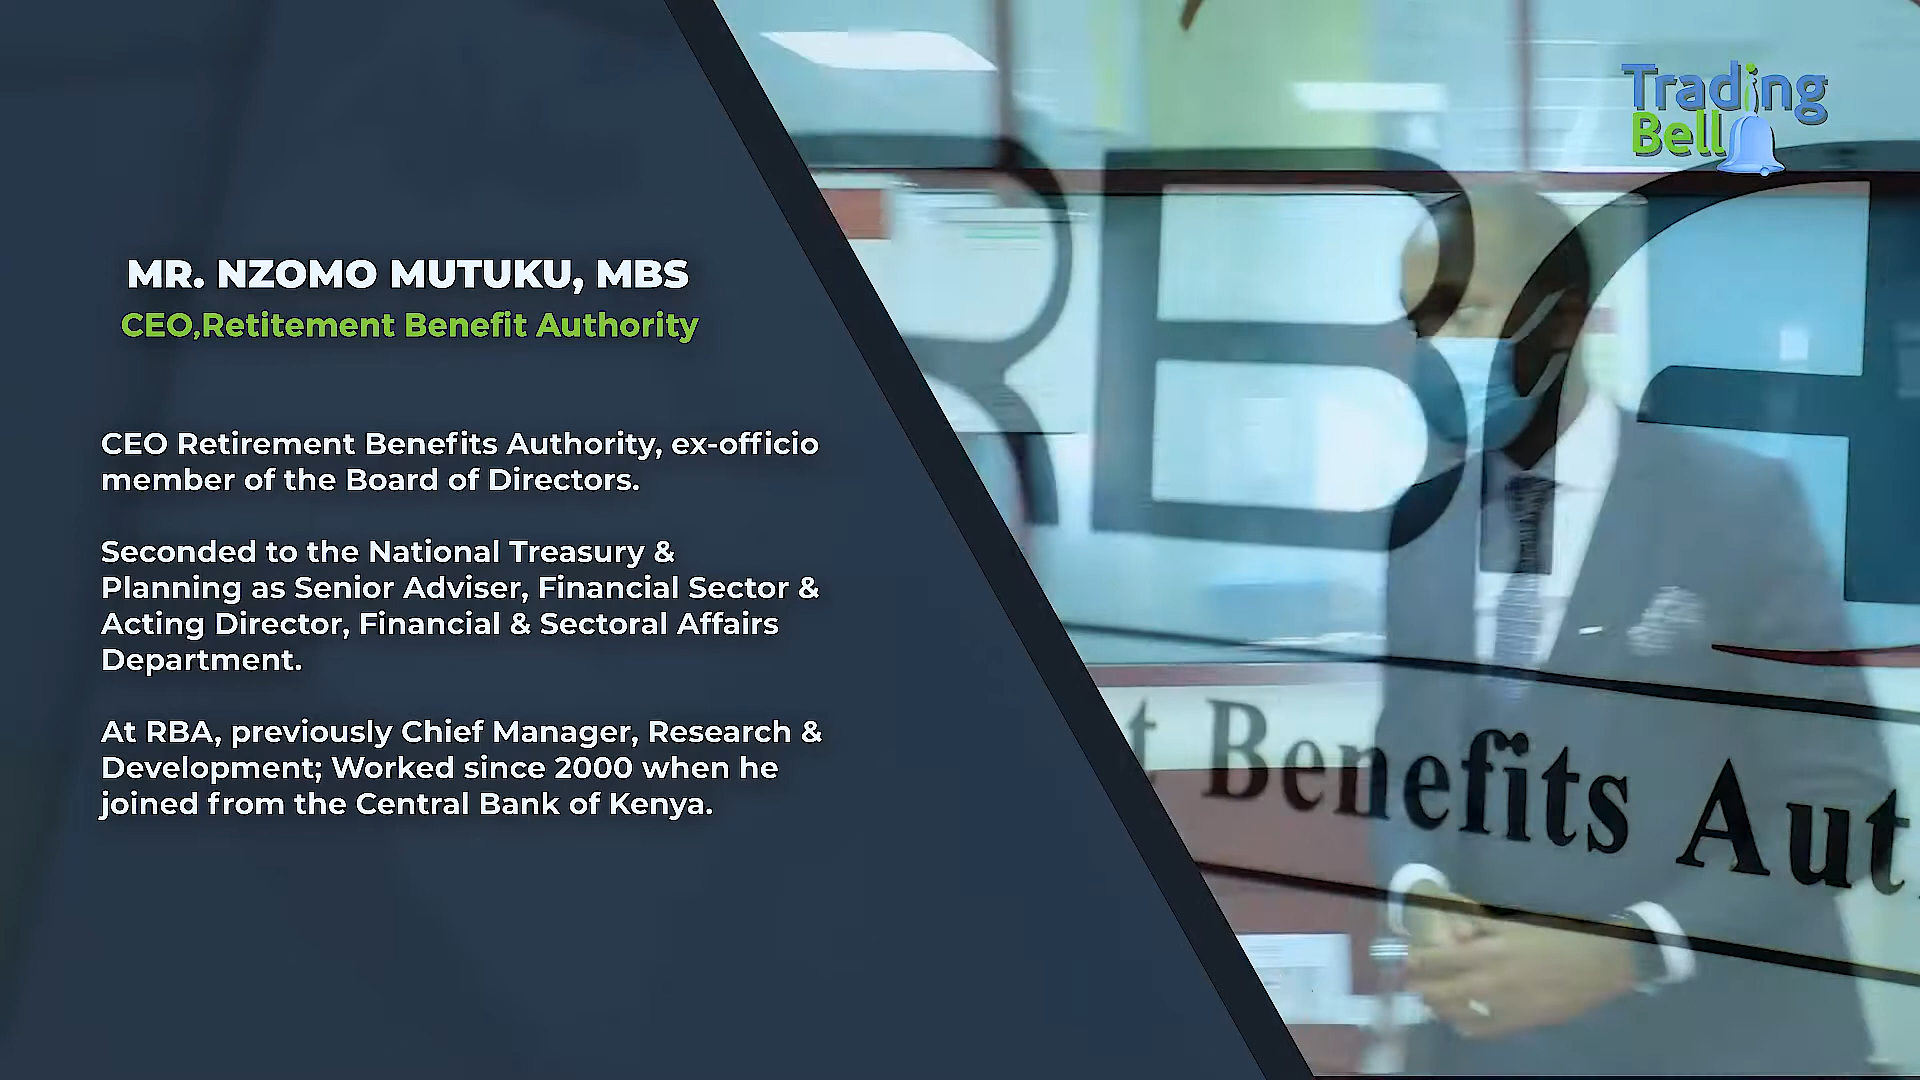 Trading
Bell
MR. NZOMO MUTUKU, MBS
CEO,Retitement Benefit Authority
CEO Retirement Benefits Authority, ex-officio
member of the Board of Directors.
Seconded to the National Treasury &
Planning as Senior Adviser, Financial Sector &
Acting Director, Financial & Sectoral Affairs
Department.
At RBA, previously Chief Manager, Research &
Development; Worked since 2000 when he
joined from the Central Bank of Kenya.
RBA
t Benefits Aut